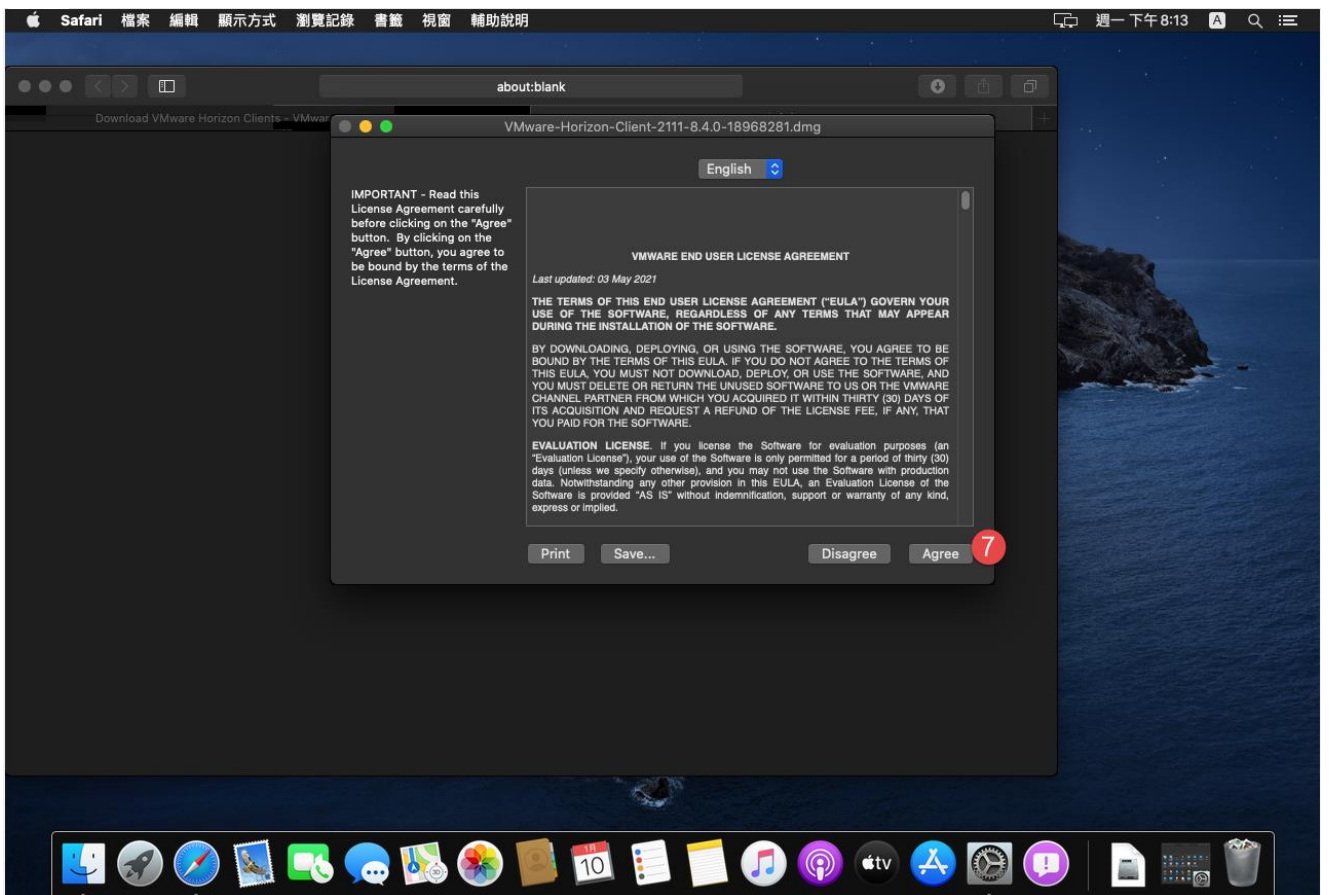 Safari 檔案 編輯 顯示方式 瀏覽記錄 書籤 視窗 輔助說明 週一 下午8:13 A
about:blank
Download VMware Horizon Clients - VMwar
VMware-Horizon-Client-2111-8.4.0-18968281.dmg
English
IMPORTANT - Read this
License Agreement carefully
before clicking on the "Agree"
button. By clicking on the
"Agree" button, you agree to
be bound by the terms of the
License Agreement.
VMWARE END USER LICENSE AGREEMENT
Last updated: 03 May 2021
THE TERMS OF THIS END USER LICENSE AGREEMENT ("EULA") GOVERN YOUR
USE OF THE SOFTWARE, REGARDLESS OF ANY TERMS THAT MAY APPEAR
DURING THE INSTALLATION OF THE SOFTWARE.
BY DOWNLOADING, DEPLOYING, OR USING THE SOFTWARE, YOU AGREE TO BE
BOUND BY THE TERMS OF THIS EULA. IF YOU DO NOT AGREE TO THE TERMS OF
THIS EULA, YOU MUST NOT DOWNLOAD, DEPLOY, OR USE THE SOFTWARE, AND
YOU MUST DELETE OR RETURN THE UNUSED SOFTWARE TO US OR THE VMWARE
CHANNEL PARTNER FROM WHICH YOU ACQUIRED IT WITHIN THIRTY (30) DAYS OF
ITS ACQUISITION AND REQUEST A REFUND OF THE LICENSE FEE, IF ANY, THAT
YOU PAID FOR THE SOFTWARE.
EVALUATION LICENSE. If you license the Software for evaluation purposes (an
"Evaluation License"), your use of the Software is only permitted for a period of thirty (30)
days (unless we specify otherwise), and you may not use the Software with production
data. Notwithstanding any other provision in this EULA, an Evaluation License of the
Software is provided "AS IS" without indemnification, support or warranty of any kind,
express or implied.
Print Save... Disagree Agree 7
1月
10
tv